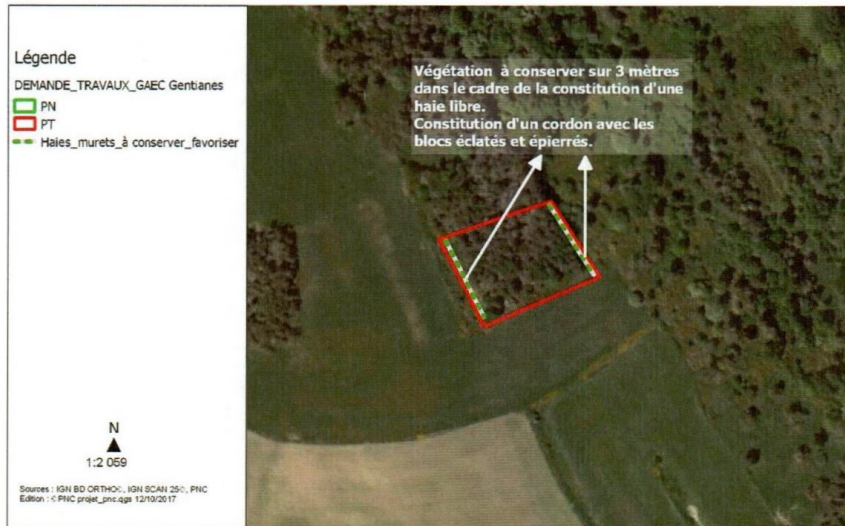 Légende
DEMANDE_TRAVAUX_GAEC Gentianes
PN
PT
Haies_murets_à conserver_favoriser
N
1:2 059
Sources : IGN BD ORTHO©, IGN SCAN 25©, PNC
Edition : © PNC projet_pnc.qgs 12/10/2017
Végétation à conserver sur 3 mètres
dans le cadre de la constitution d'une
haie libre.
Constitution d'un cordon avec les
blocs éclatés et épierrés.